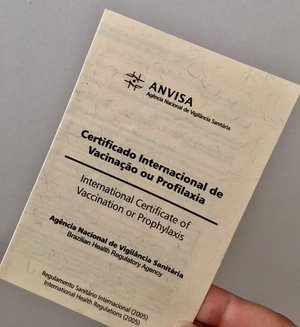 ANVISA
Agência Nacional de Vigilância Sanitária
Certificado Internacional de
Vacinação ou Profilaxia
International Certificate of
Vaccination or Prophylaxis
Agência Nacional de Vigilância Sanitária
Brazilian Health Regulatory Agency
Regulamento Sanitário Internacional (2005)
International Health Regulations (2005)